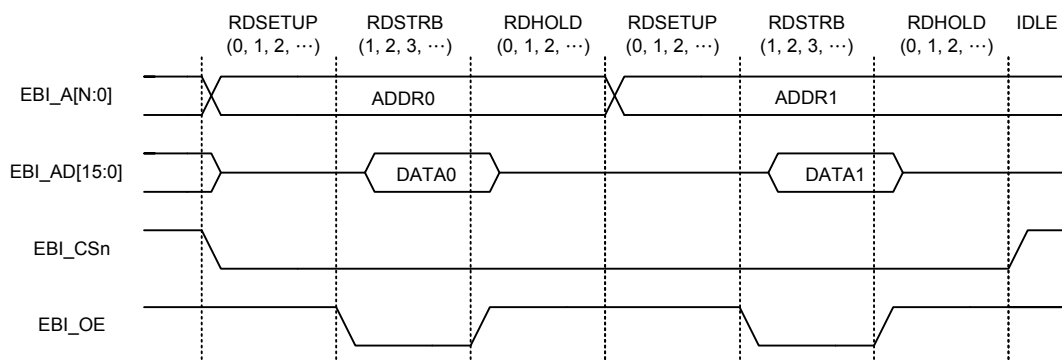 RDSETUP RDSTRB RDHOLD RDSETUP RDSTRB RDHOLD IDLE
(0, 1, 2, ⋯) (1, 2, 3, ⋯) (0, 1, 2, ⋯) (0, 1, 2, ⋯) (1, 2, 3, ⋯) (0, 1, 2, ⋯)
EBI_A[N:0] ADDR0 ADDR1
EBI_AD[15:0] DATA0 DATA1
EBI_CSn
EBI_OE